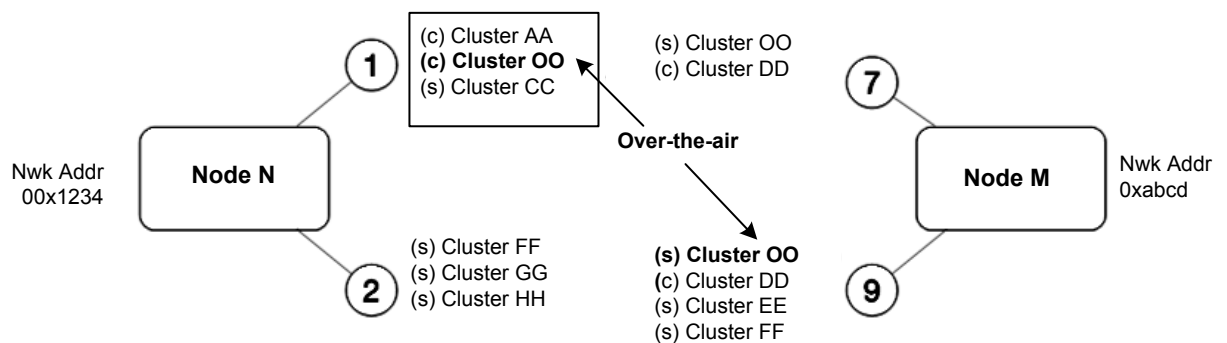 (c) Cluster AA
(c) Cluster OO
(s) Cluster CC
(s) Cluster OO
(c) Cluster DD
1
7
Over-the-air
Nwk Addr
00x1234
Node N
Node M
Nwk Addr
0xabcd
(s) Cluster FF
(s) Cluster GG
(s) Cluster HH
2
(s) Cluster OO
(c) Cluster DD
(s) Cluster EE
(s) Cluster FF
9